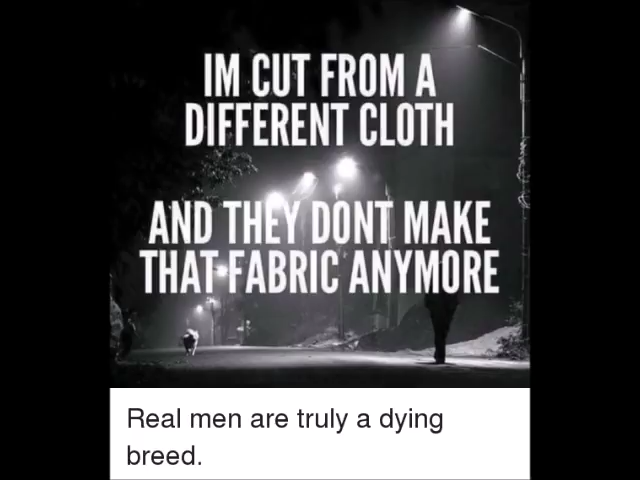 IM CUT FROM A
DIFFERENT CLOTH
AND THEY DONT MAKE
THAT FABRIC ANYMORE
Real men are truly a dying
breed.